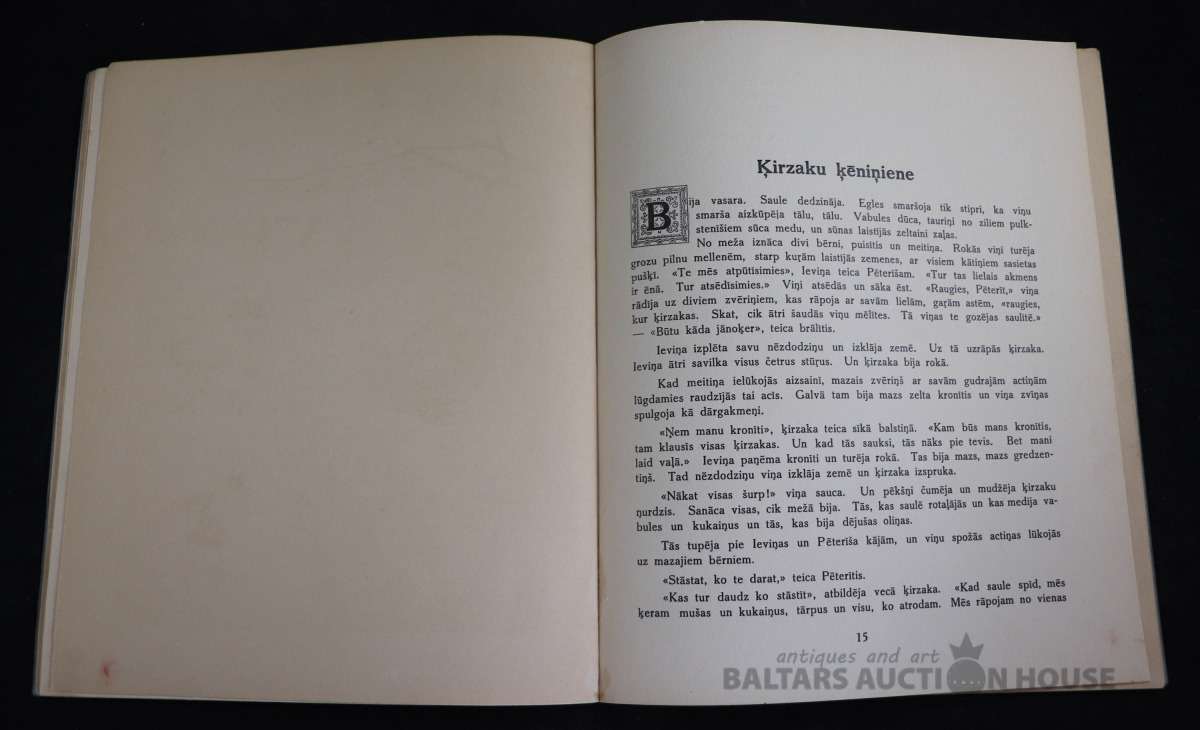 Ķirzaku ķēniņiene
Bija vasara. Saule dedzināja. Egles smaršoja tik stipri, ka viņu
smarša aizkūpēja tālu, tālu. Vabules dūca, tauriņi no ziliem pulk-
stenīšiem sūca medu, un sūnas laistījās zeltaini zaļas.
No meža iznāca divi bērni, puisītis un meitiņa. Rokās viņi turēja
grozu pilnu mellenēm, starp kuŗām laistījās zemenes, ar visiem kātiņiem sasietas
pušķī. «Te mēs atpūtīsimies», Ieviņa teica Pēterīšam. «Tur tas lielais akmens
ir ēnā. Tur atsēdīsimies.» Viņi atsēdās un sāka ēst. «Raugies, Pēterīt,» viņa
rādīja uz diviem zvēriņiem, kas rāpoja ar savām lielām, gaŗām astēm, «raugies,
kur ķirzakas. Skat, cik ātri šaudās viņu mēlītes. Tā viņas te gozējas saulītē.»
— «Būtu kāda jānoķer», teica brālītis.
Ieviņa izplēta savu nēzdodziņu un izklāja zemē. Uz tā uzrāpās ķirzaka.
Ieviņa ātri savilka visus četrus stūŗus. Un ķirzaka bija rokā.
Kad meitiņa ielūkojās aizsainī, mazais zvēriņš ar savām gudrajām actiņām
lūgdamies raudzījās tai acīs. Galvā tam bija mazs zelta kronītis un viņa zvīņas
spulgoja kā dārgakmeņi.
«Ņem manu kronīti», ķirzaka teica sīkā balstiņā. «Kam būs mans kronītis,
tam klausīs visas ķirzakas. Un kad tās sauksi, tās nāks pie tevis. Bet mani
laid vaļā.» Ieviņa paņēma kronīti un turēja rokā. Tas bija mazs, mazs gredzen-
tiņš. Tad nēzdodziņu viņa izklāja zemē un ķirzaka izspruka.
«Nākat visas šurp!» viņa sauca. Un pēkšņi čumēja un mudžēja ķirzaku
ņurdzis. Sanāca visas, cik mežā bija. Tās, kas saulē rotaļājās un kas medīja va-
bules un kukaiņus un tās, kas bija dējušas oliņas.
Tās tupēja pie Ieviņas un Pēterīša kājām, un viņu spožās actiņas lūkojās
uz mazajiem bērniem.
«Stāstat, ko te darat,» teica Pēterītis.
«Kas tur daudz ko stāstīt», atbildēja vecā ķirzaka. «Kad saule spīd, mēs
ķeram mušas un kukaiņus, tārpus un visu, ko atrodam. Mēs rāpojam no vienas
15
antiques and art
BALTARS AUCTION HOUSE